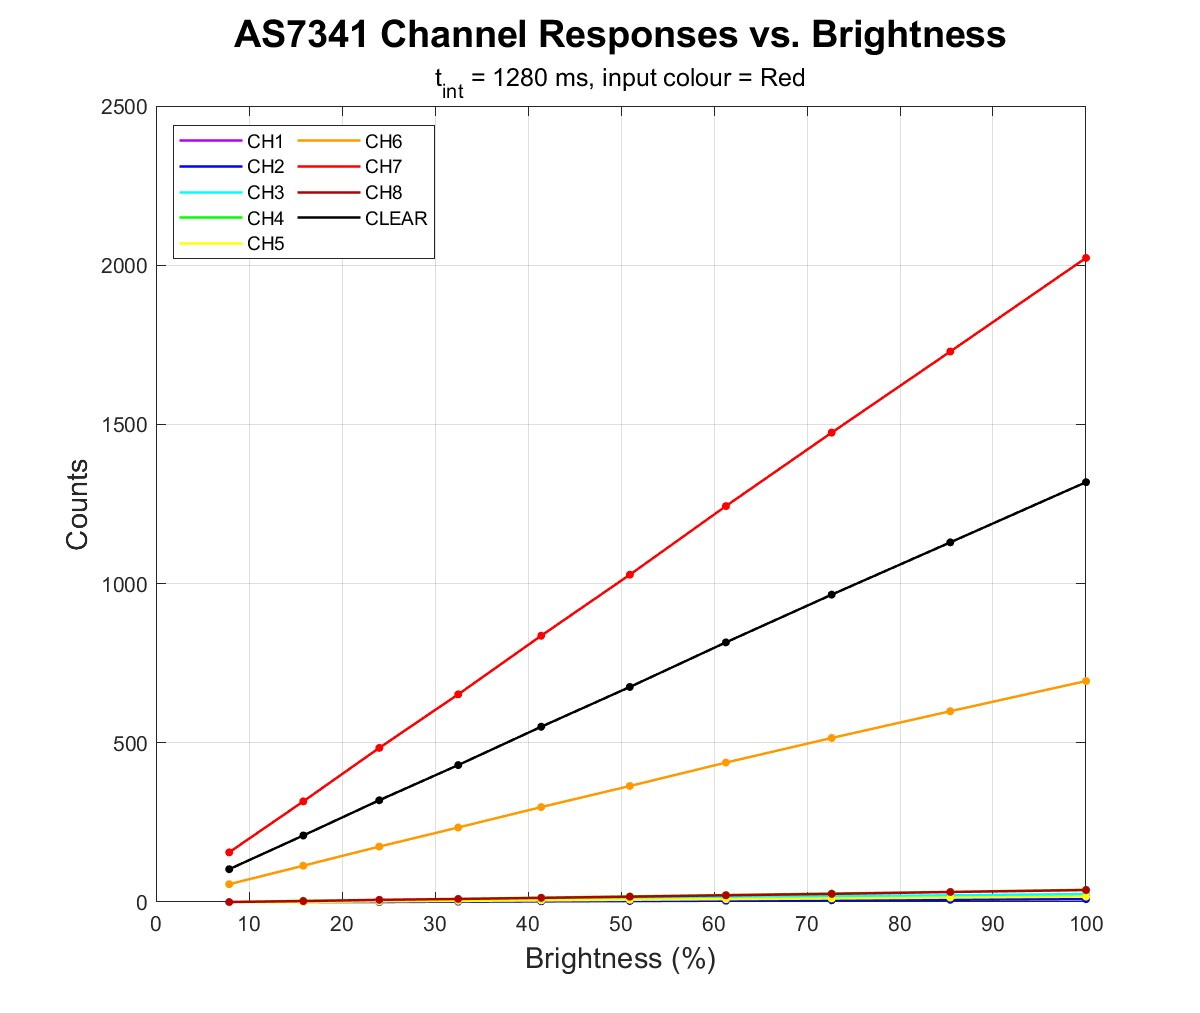 AS7341 Channel Responses vs. Brightness
t_int = 1280 ms, input colour = Red
2500
2000
1500
1000
500
0
Counts
CH1 CH6
CH2 CH7
CH3 CH8
CH4 CLEAR
CH5
0 10 20 30 40 50 60 70 80 90 100
Brightness (%)